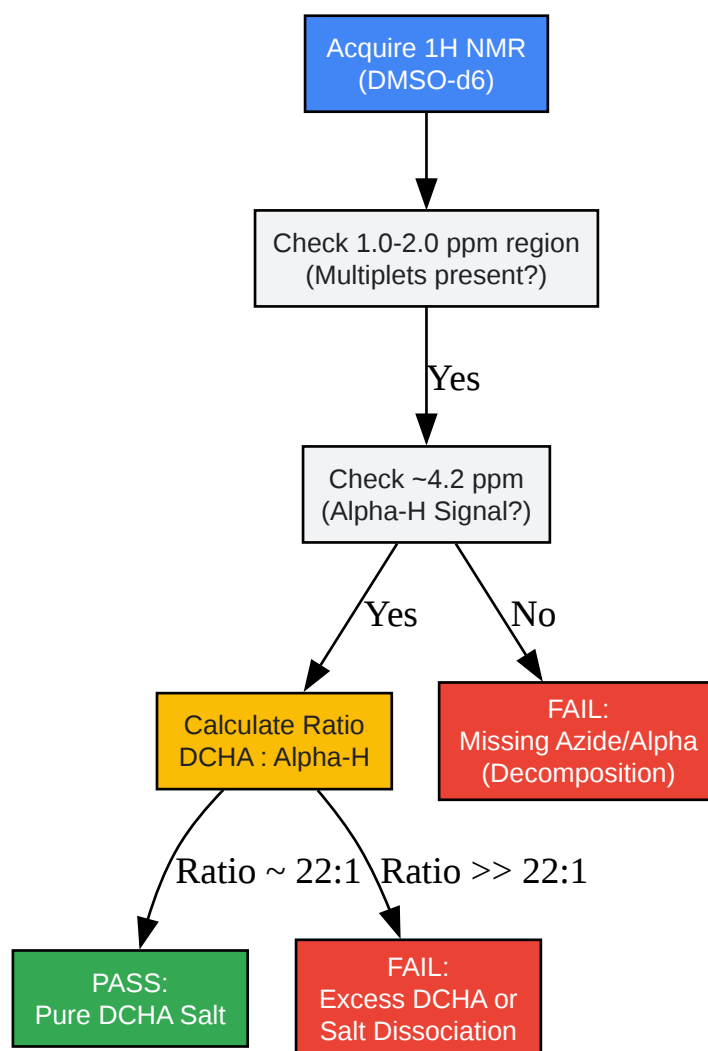 Acquire 1H NMR
(DMSO-d6)
Check 1.0-2.0 ppm region
(Multiplets present?)
Yes
Check ~4.2 ppm
(Alpha-H Signal?)
Yes
No
Calculate Ratio
DCHA : Alpha-H
FAIL:
Missing Azide/Alpha
(Decomposition)
Ratio ~ 22:1
Ratio >> 22:1
PASS:
Pure DCHA Salt
FAIL:
Excess DCHA or
Salt Dissociation